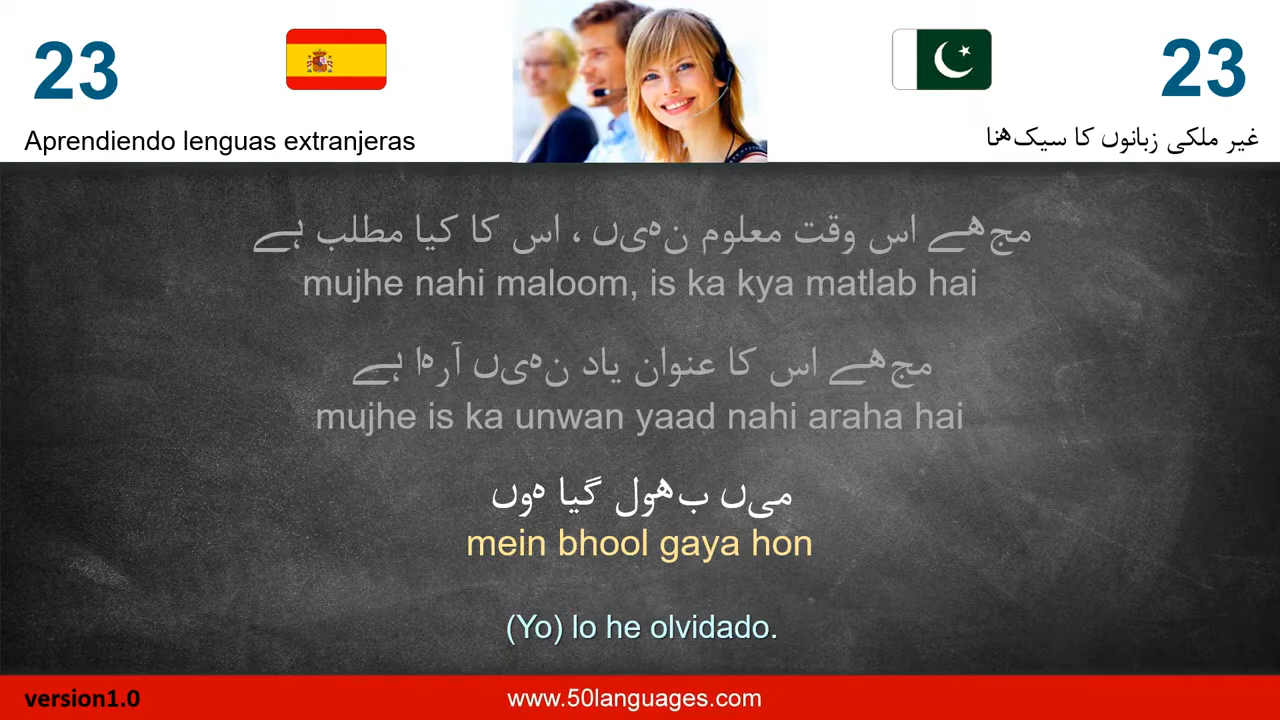 23
23
Aprendiendo lenguas extranjeras
غیر ملکی زبانوں کا سیکھنا
مجھے اس وقت معلوم نہیں ، اس کا کیا مطلب ہے
mujhe nahi maloom, is ka kya matlab hai
مجھے اس کا عنوان یاد نہیں آرہا ہے
mujhe is ka unwan yaad nahi araha hai
میں بھول گیا ہوں
mein bhool gaya hon
(Yo) lo he olvidado.
version1.0
www.50languages.com